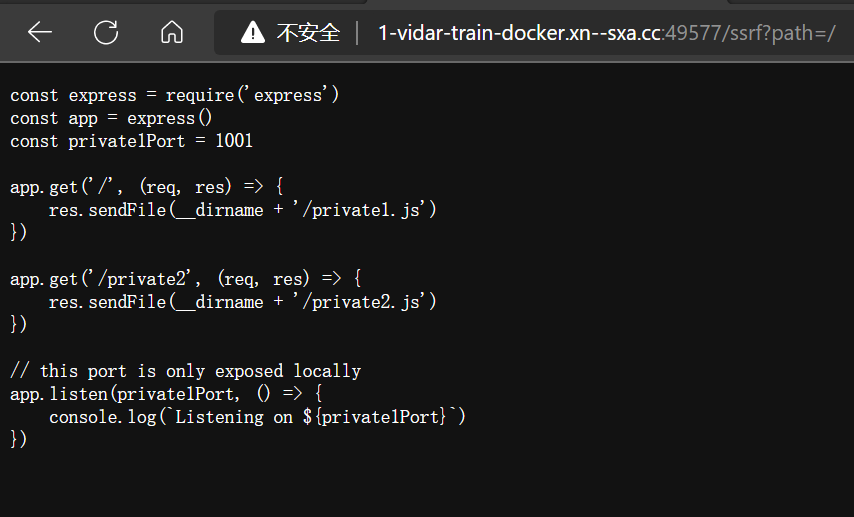 不安全 | 1-vidar-train-docker.xn--sxa.cc:49577/ssrf?path=/
const express = require('express')
const app = express()
const private1Port = 1001
app.get('/', (req, res) => {
    res.sendFile(__dirname + '/private1.js')
})
app.get('/private2', (req, res) => {
    res.sendFile(__dirname + '/private2.js')
})
// this port is only exposed locally
app.listen(private1Port, () => {
    console.log(`Listening on ${private1Port}`)
})